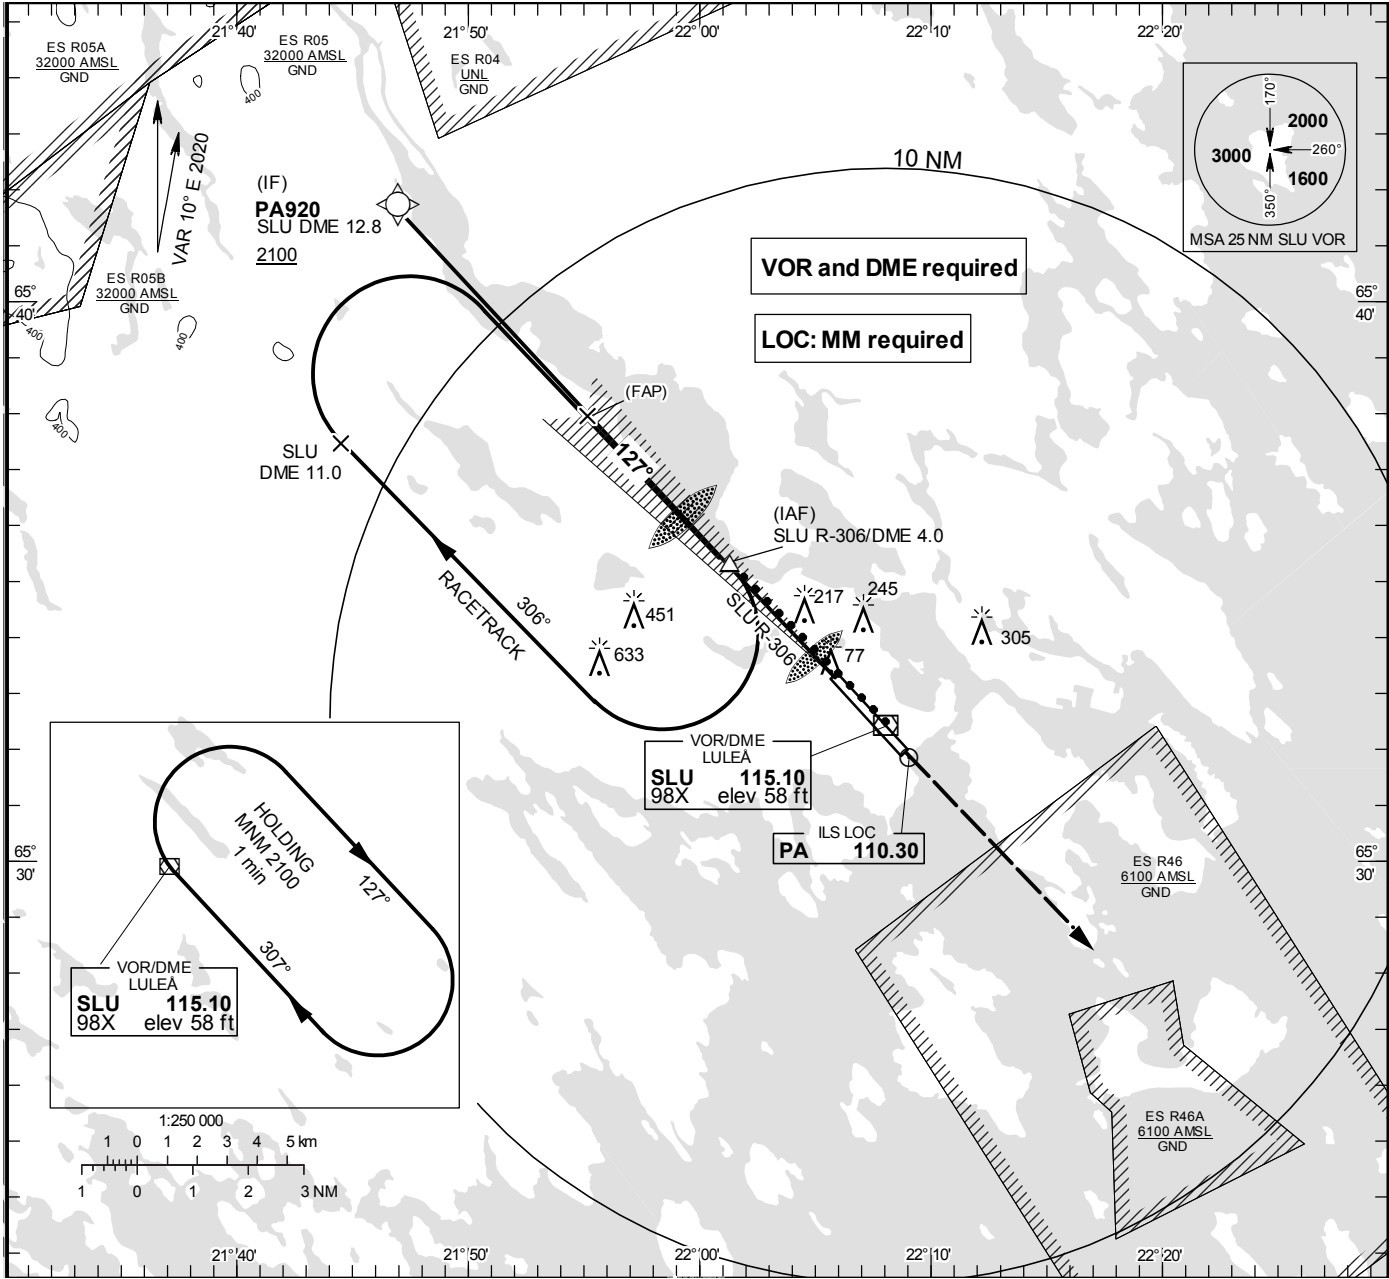 21°40'
21°50'
22°00'
22°10'
22°20'
ES R05A
32000 AMSL
GND
ES R05
32000 AMSL
GND
ES R04
UNL
GND
400
VAR 10° E 2020
(IF)
PA920
SLU DME 12.8
2100
10 NM
170°
2000
3000
260°
1600
350°
MSA 25 NM SLU VOR
ES R05B
32000 AMSL
GND
VOR and DME required
LOC: MM required
65°
40'
65°
40'
400
400
400
(FAP)
SLU
DME 11.0
127°
(IAF)
SLU R-306/DME 4.0
306°
RACETRACK
SLU R-306
451
633
217
245
305
77
VOR/DME
LULEÅ
SLU 115.10
98X elev 58 ft
ILS LOC
PA 110.30
HOLDING
MNM 2100
1 min
127°
307°
VOR/DME
LULEÅ
SLU 115.10
98X elev 58 ft
65°
30'
65°
30'
ES R46
6100 AMSL
GND
ES R46A
6100 AMSL
GND
1:250 000
1 0 1 2 3 4 5 km
1 0 1 2 3 NM
21°40'
21°50'
22°00'
22°10'
22°20'